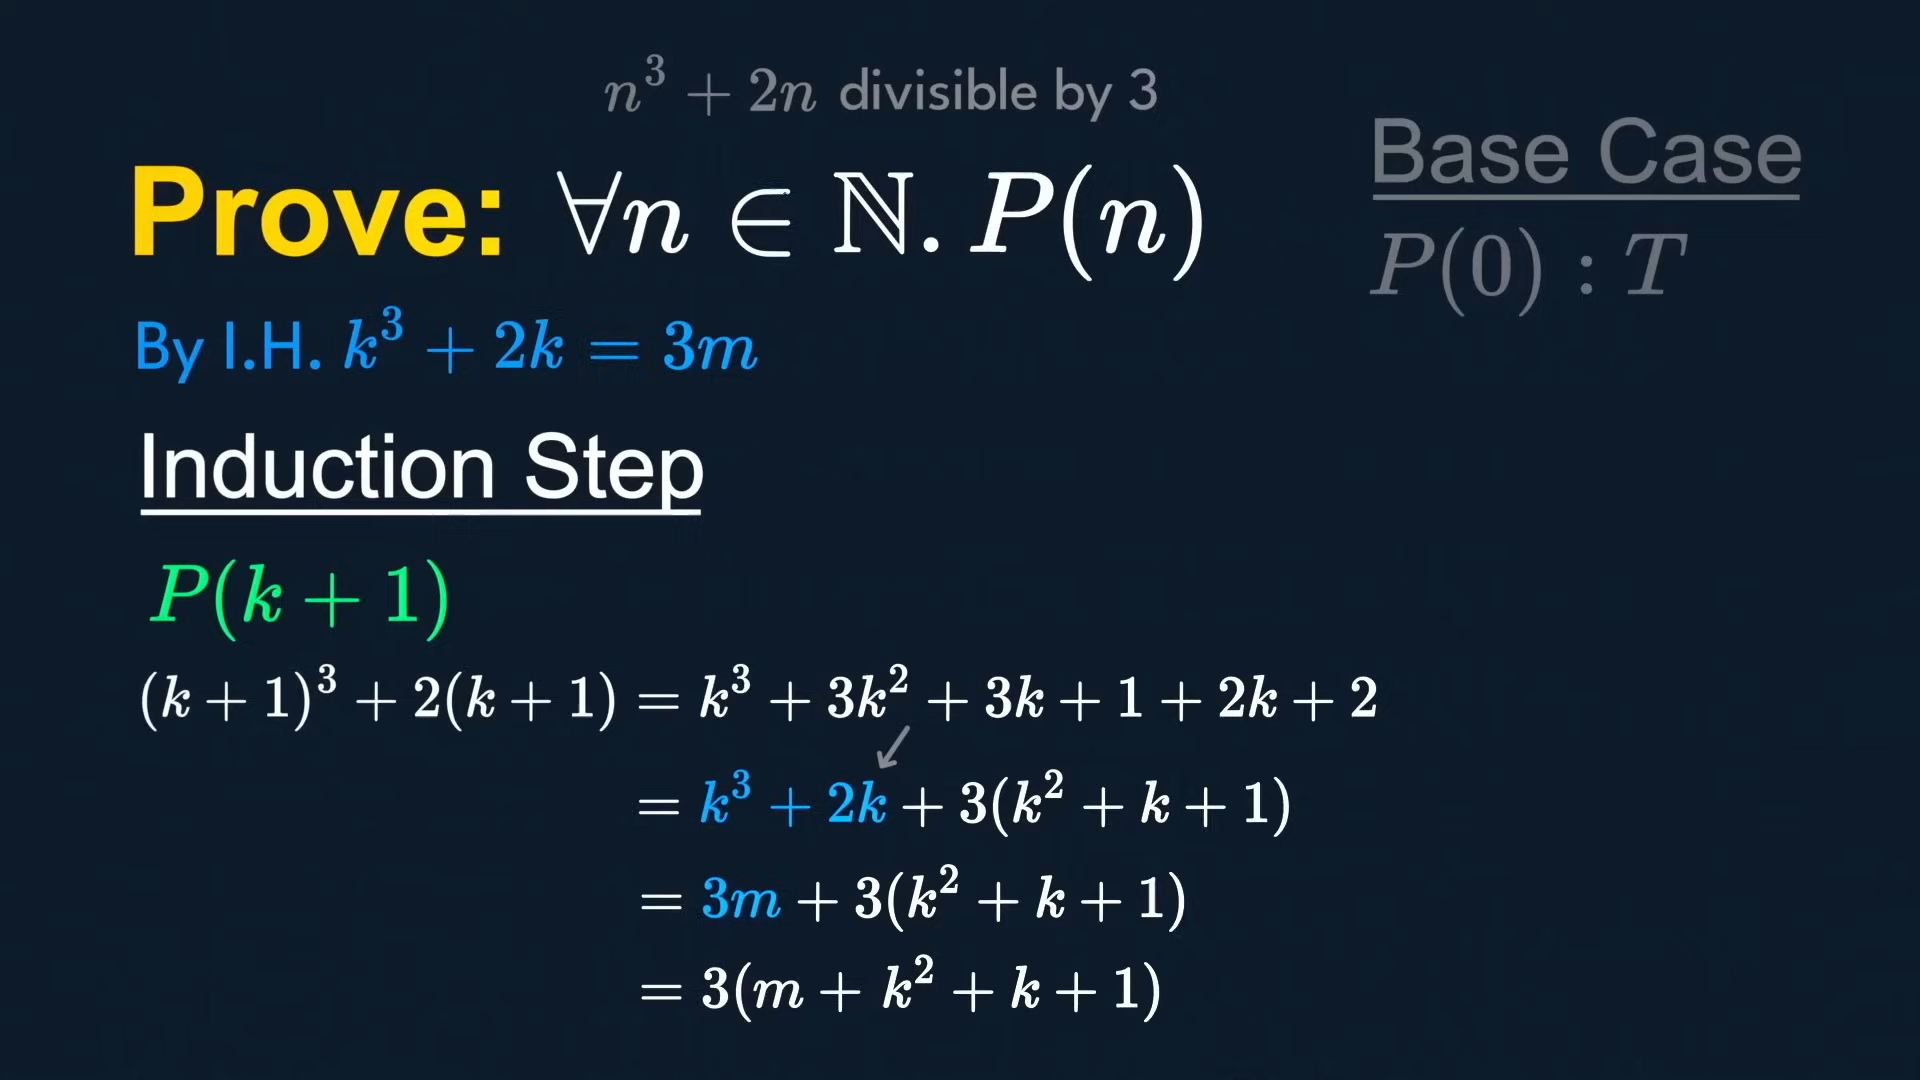 n³ + 2n divisible by 3
Prove: ∀n ∈ ℕ. P(n)
Base Case
P(0) : T
By I.H. k³ + 2k = 3m
Induction Step
P(k + 1)
(k + 1)³ + 2(k + 1) = k³ + 3k² + 3k + 1 + 2k + 2
= k³ + 2k + 3(k² + k + 1)
= 3m + 3(k² + k + 1)
= 3(m + k² + k + 1)